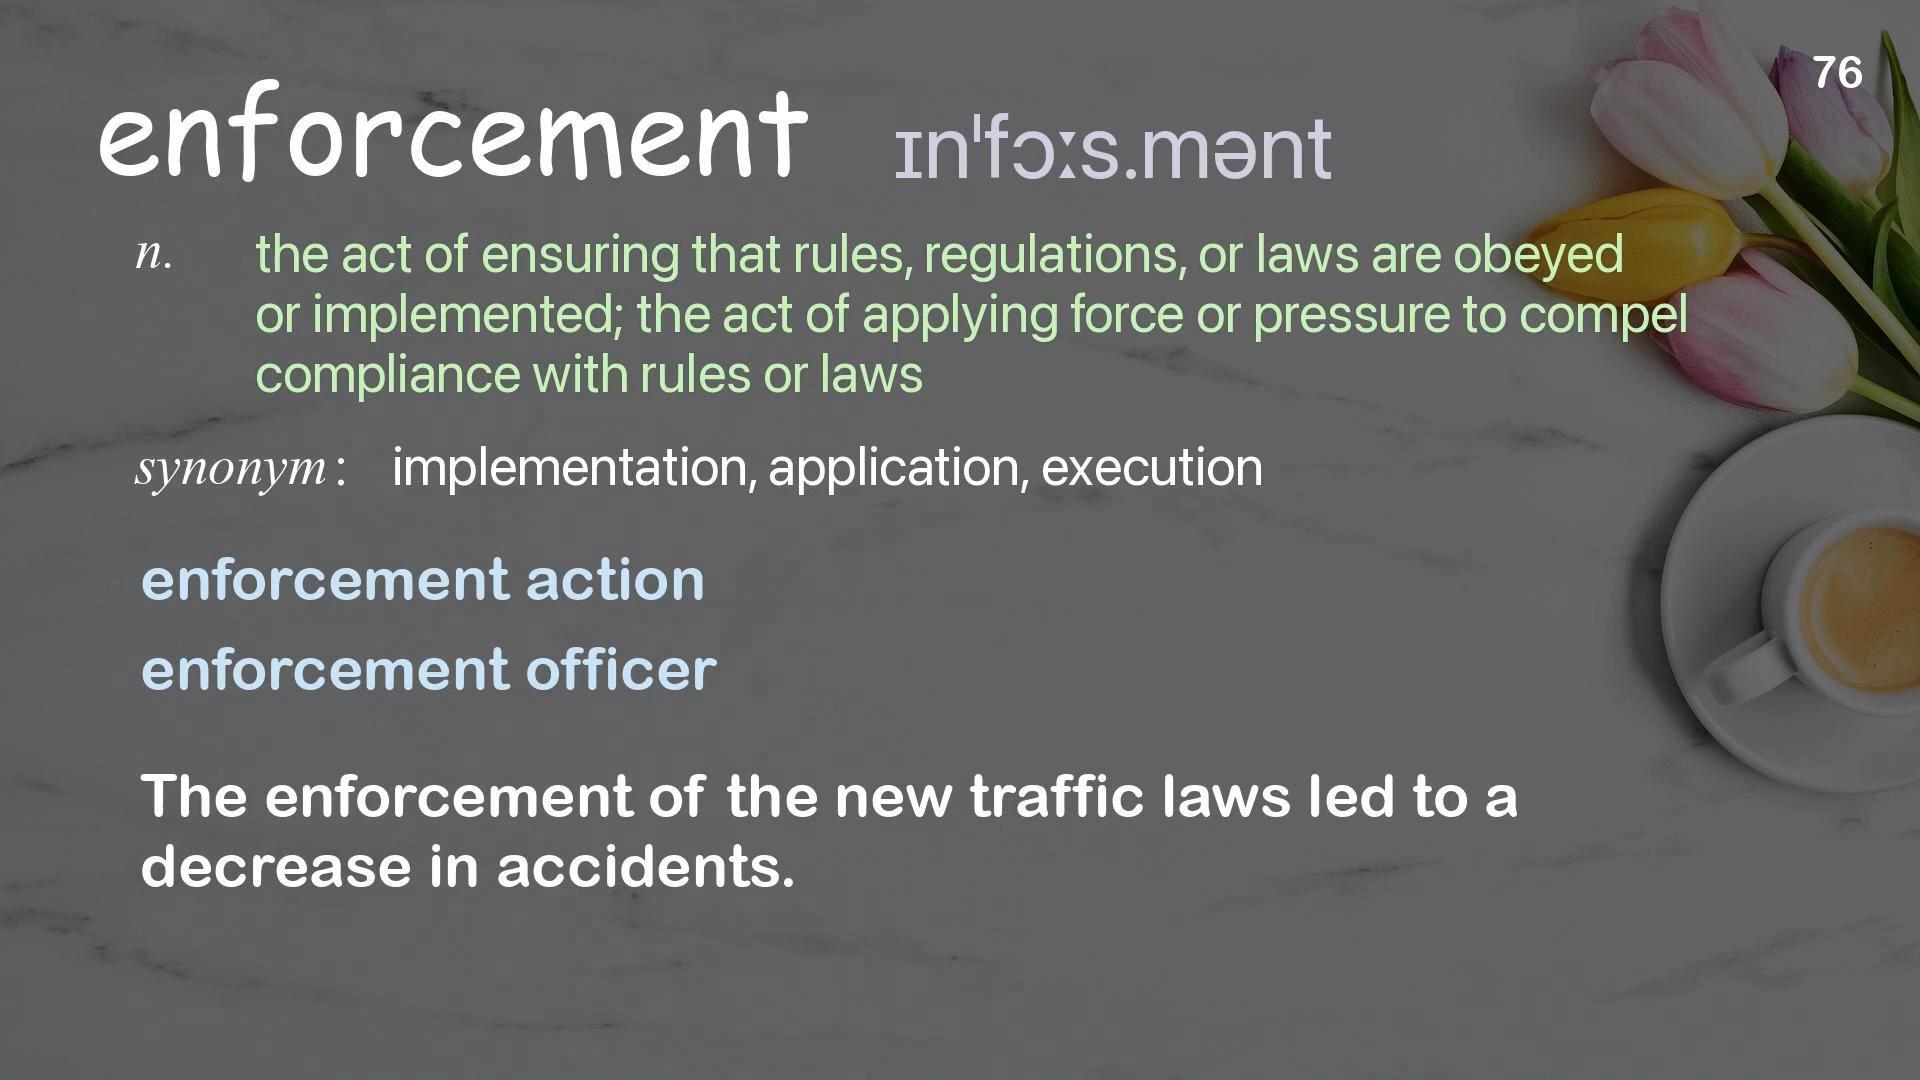 76
enforcement ɪnˈfɔːs.mənt
n. the act of ensuring that rules, regulations, or laws are obeyed
or implemented; the act of applying force or pressure to compel
compliance with rules or laws
synonym: implementation, application, execution
enforcement action
enforcement officer
The enforcement of the new traffic laws led to a
decrease in accidents.